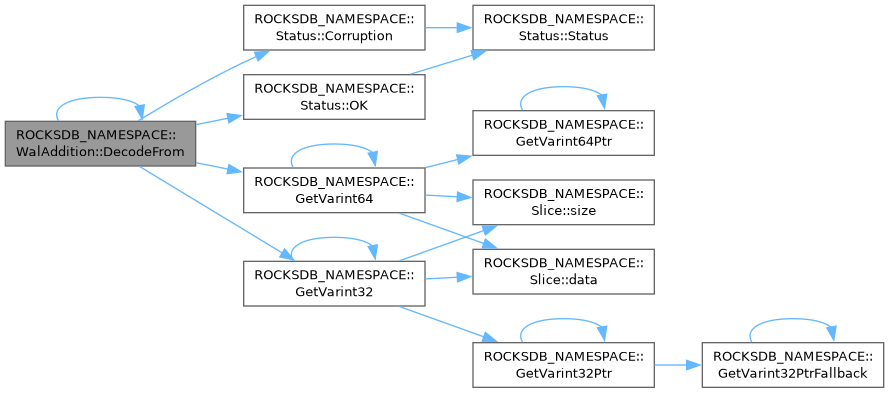 ROCKSDB_NAMESPACE::
WalAddition::DecodeFrom
ROCKSDB_NAMESPACE::
Status::Corruption
ROCKSDB_NAMESPACE::
Status::OK
ROCKSDB_NAMESPACE::
GetVarint64
ROCKSDB_NAMESPACE::
GetVarint32
ROCKSDB_NAMESPACE::
Status::Status
ROCKSDB_NAMESPACE::
GetVarint64Ptr
ROCKSDB_NAMESPACE::
Slice::size
ROCKSDB_NAMESPACE::
Slice::data
ROCKSDB_NAMESPACE::
GetVarint32Ptr
ROCKSDB_NAMESPACE::
GetVarint32PtrFallback